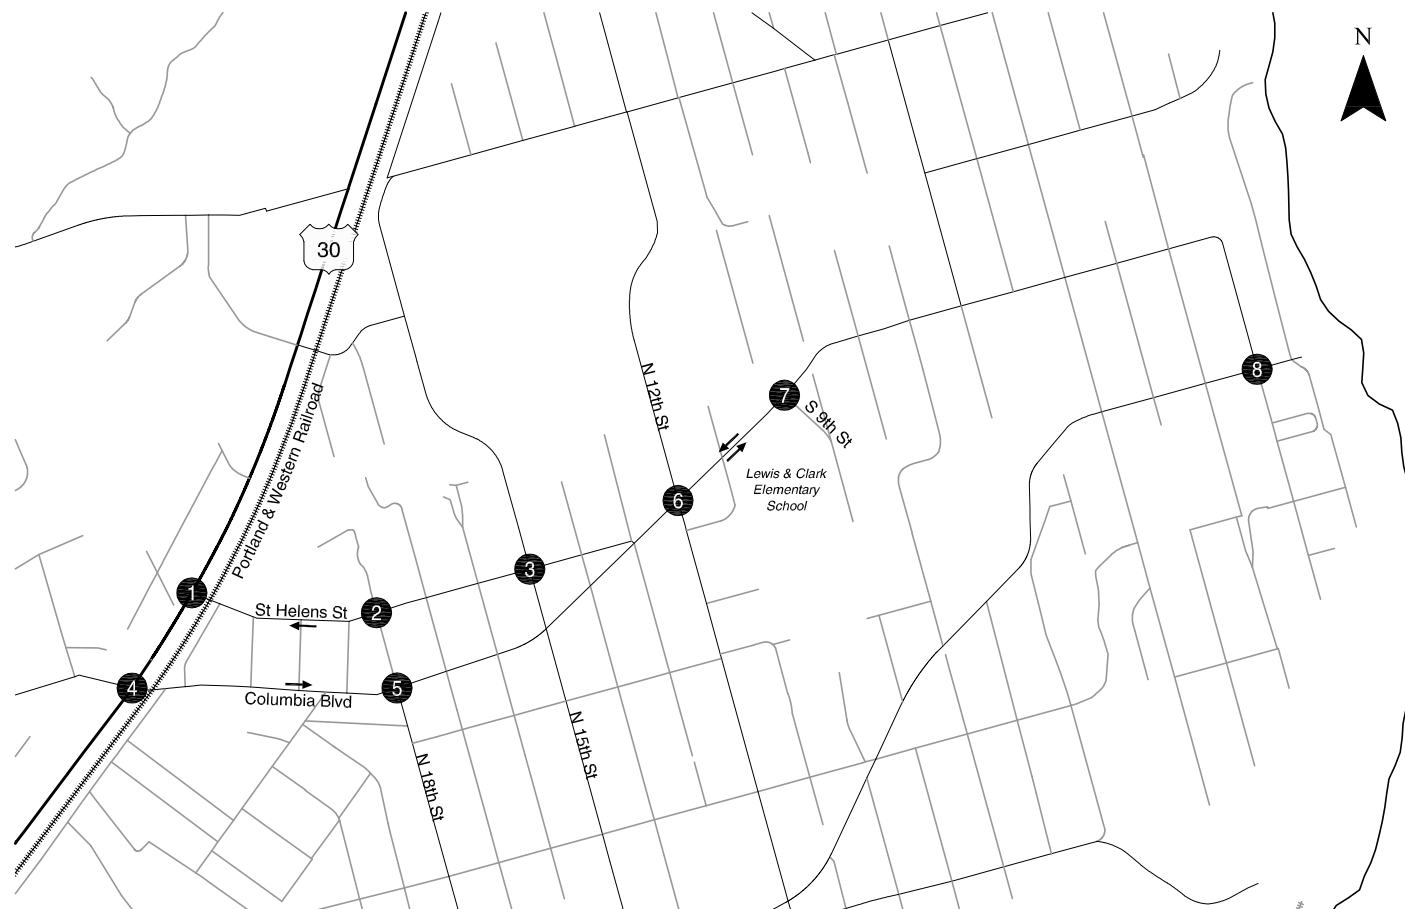 N
30
Portland & Western Railroad
N 12th St
7
S 9th St
8
Lewis & Clark
Elementary
School
6
3
1
St Helens St
2
4
5
Columbia Blvd
N 15th St
N 18th St